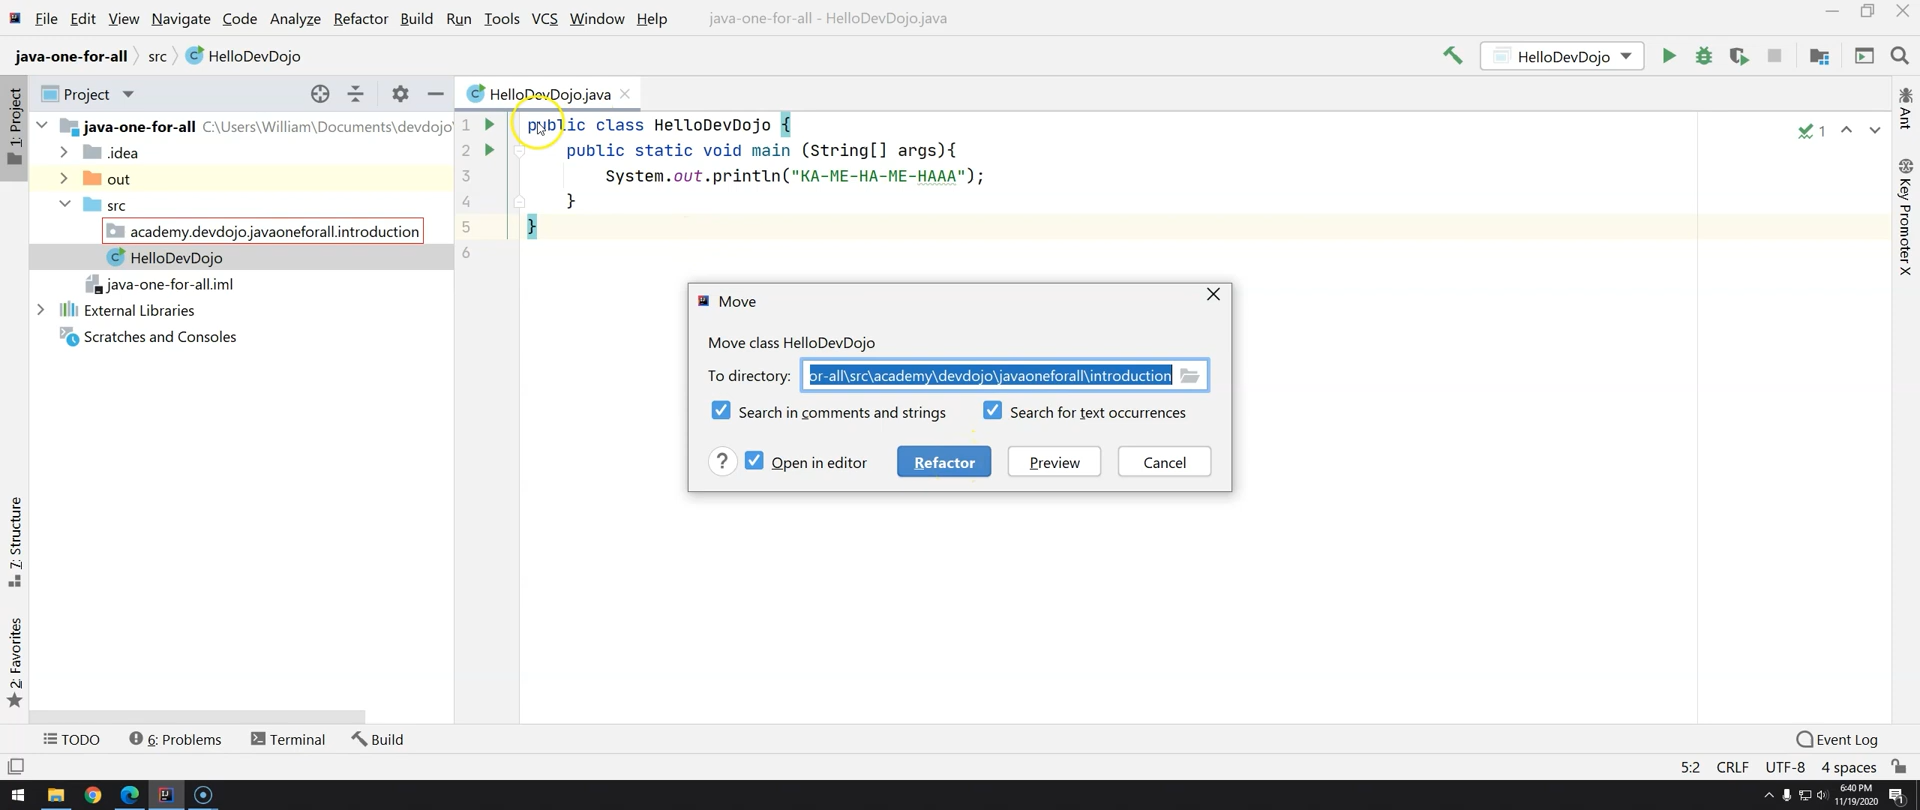 File Edit View Navigate Code Analyze Refactor Build Run Tools VCS Window Help java-one-for-all - HelloDevDojo.java
java-one-for-all src HelloDevDojo
HelloDevDojo
1: Project
Project
HelloDevDojo.java
java-one-for-all C:\Users\William\Documents\devdojo
.idea
out
src
academy.devdojo.javaoneforall.introduction
HelloDevDojo
java-one-for-all.iml
External Libraries
Scratches and Consoles
1 public class HelloDevDojo {
2 public static void main (String[] args){
3 System.out.println("KA-ME-HA-ME-HAAA");
4 }
5 }
6
1
Ant
Key Promoter X
Move
Move class HelloDevDojo
To directory: or-all\src\academy\devdojo\javaoneforall\introduction
Search in comments and strings Search for text occurrences
? Open in editor Refactor Preview Cancel
7: Structure
2: Favorites
TODO 6: Problems Terminal Build Event Log
5:2 CRLF UTF-8 4 spaces
6:40 PM
11/19/2020
1